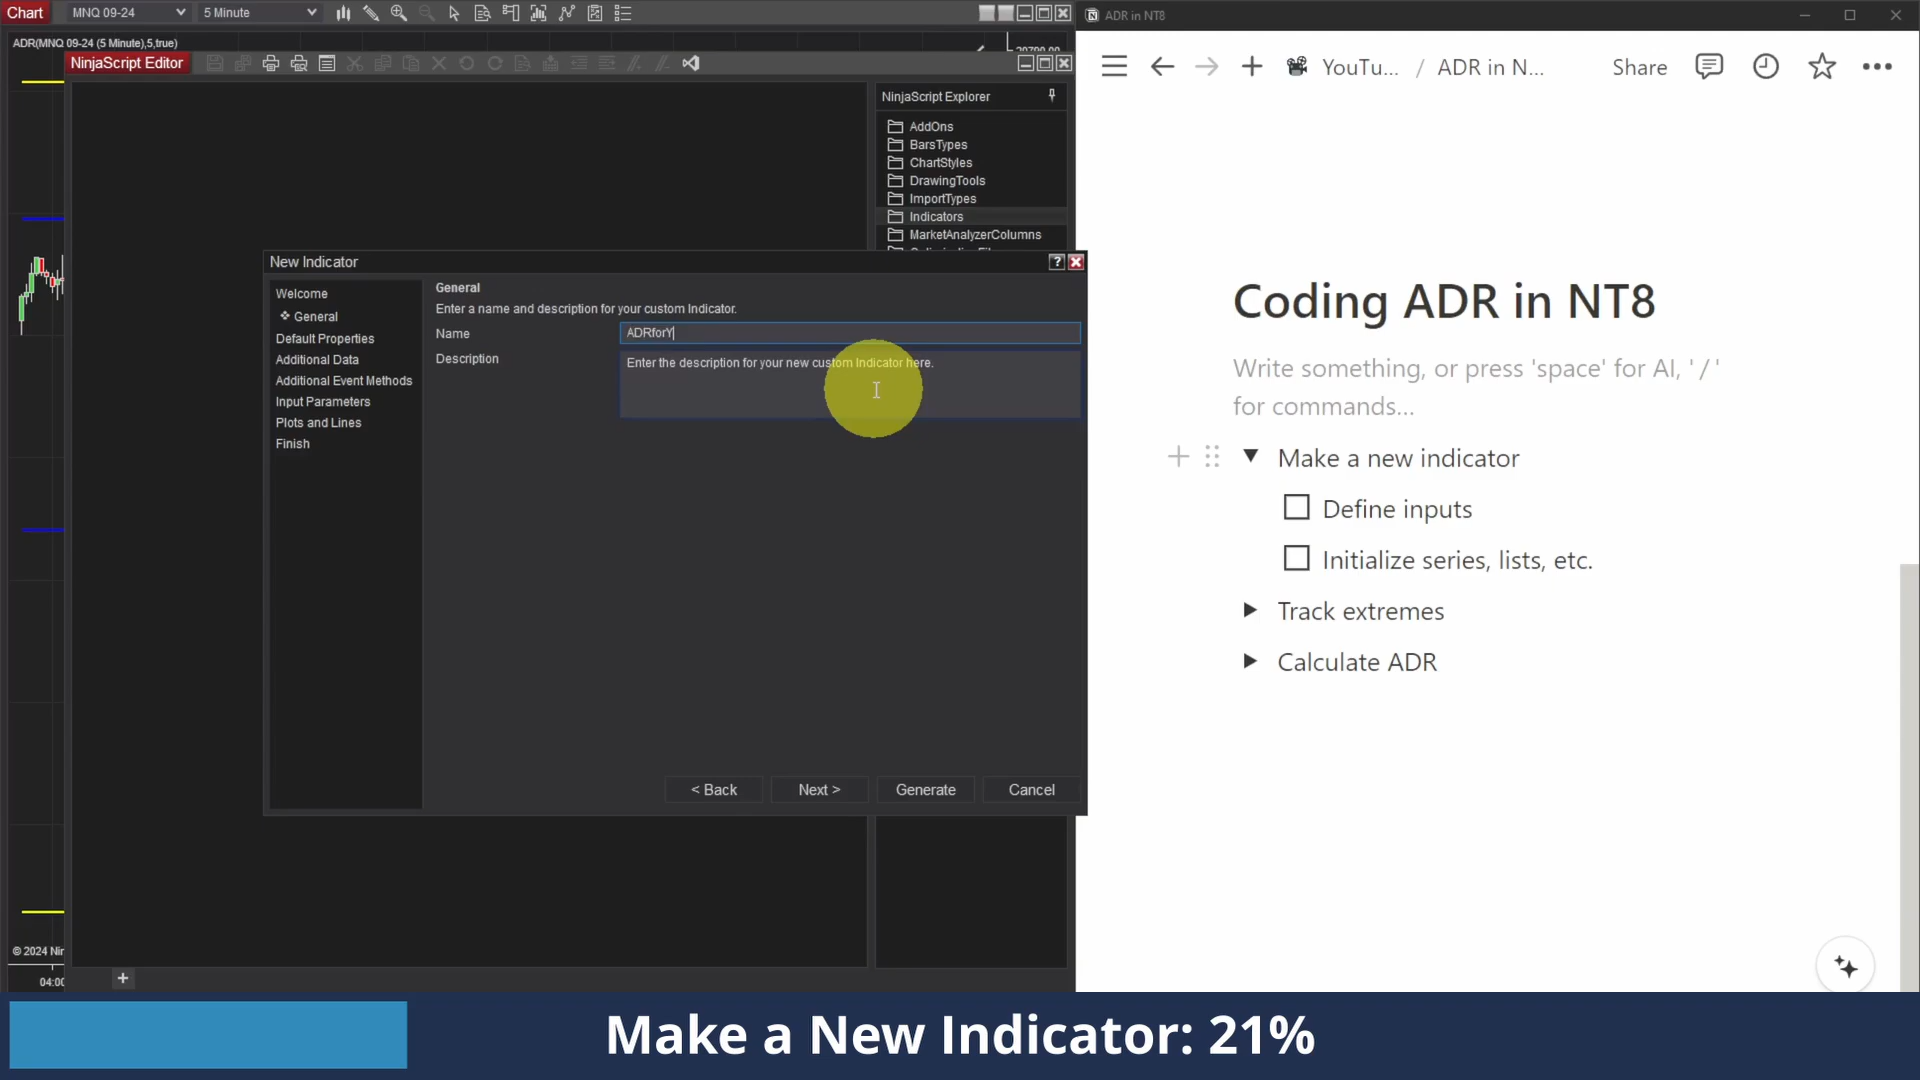 Chart
MNQ 09-24
5 Minute
ADR(MNQ 09-24 (5 Minute),5,true)
NinjaScript Editor
NinjaScript Explorer
AddOns
BarsTypes
ChartStyles
DrawingTools
ImportTypes
Indicators
MarketAnalyzerColumns
New Indicator
?
Welcome
❖ General
Default Properties
Additional Data
Additional Event Methods
Input Parameters
Plots and Lines
Finish
General
Enter a name and description for your custom Indicator.
Name
ADRforY
Description
Enter the description for your new custom Indicator here.
< Back
Next >
Generate
Cancel
© 2024 Nin
04:00
+
ADR in NT8
YouTu... / ADR in N...
Share
Coding ADR in NT8
Write something, or press 'space' for AI, '/'
for commands...
Make a new indicator
Define inputs
Initialize series, lists, etc.
Track extremes
Calculate ADR
Make a New Indicator: 21%